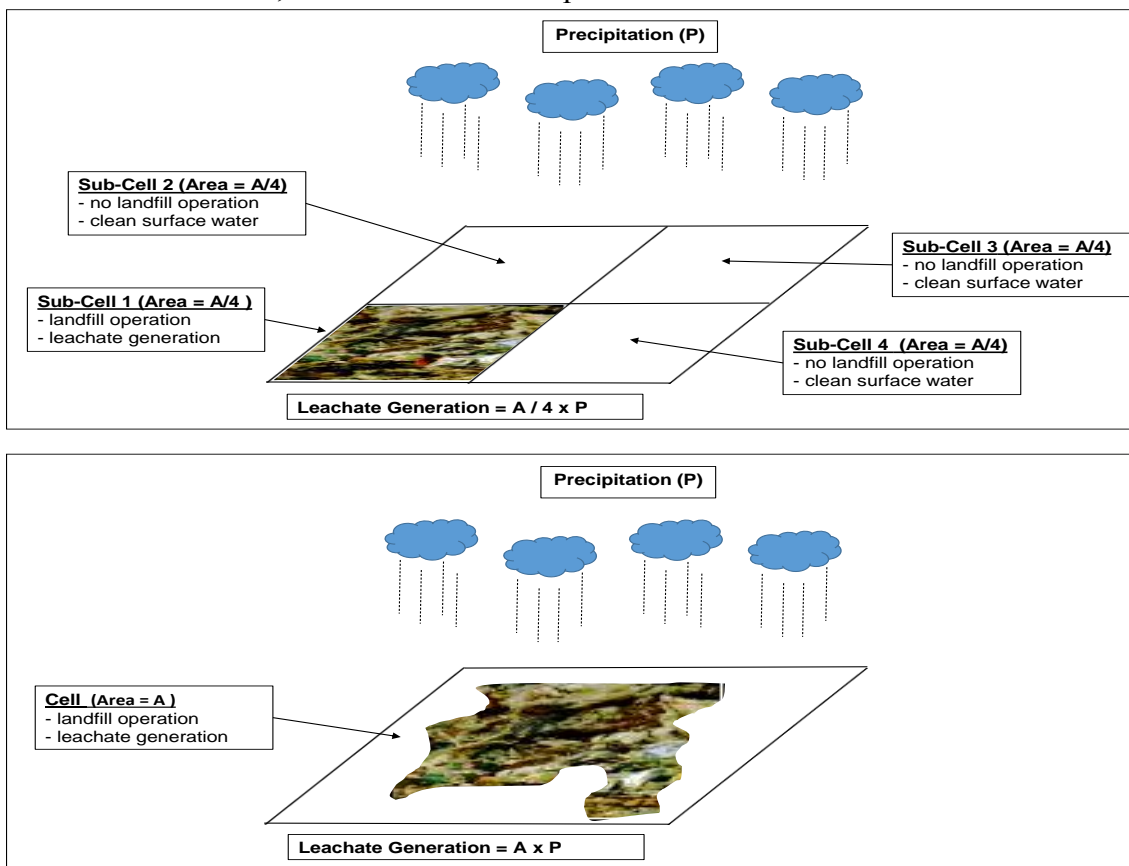 Precipitation (P)
Sub-Cell 2 (Area = A/4)
- no landfill operation
- clean surface water
Sub-Cell 3 (Area = A/4)
- no landfill operation
- clean surface water
Sub-Cell 1 (Area = A/4 )
- landfill operation
- leachate generation
Sub-Cell 4 (Area = A/4)
- no landfill operation
- clean surface water
Leachate Generation = A / 4 x P
Precipitation (P)
Cell (Area = A )
- landfill operation
- leachate generation
Leachate Generation = A x P